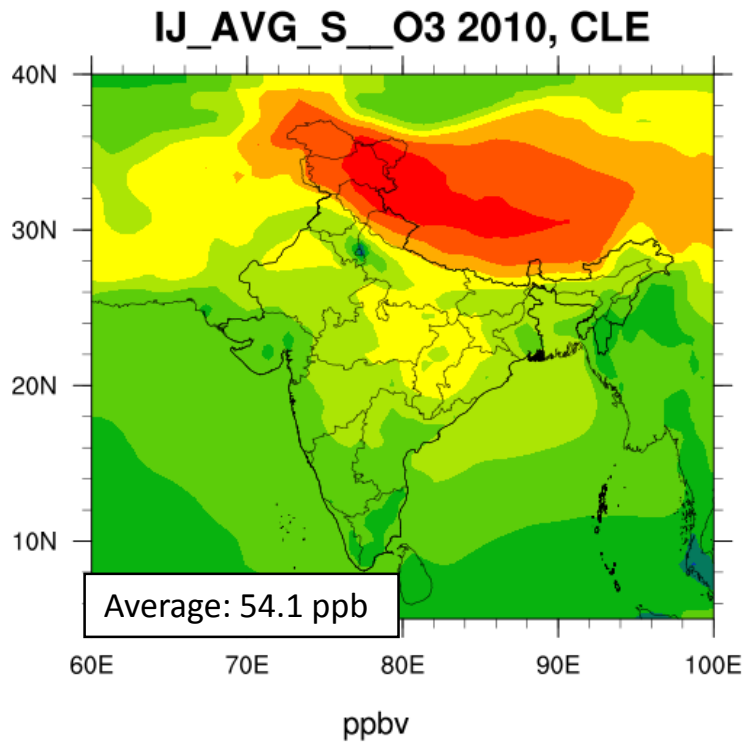 IJ_AVG_S__O3 2010, CLE
40N
30N
20N
10N
Average: 54.1 ppb
60E 70E 80E 90E 100E
ppbv